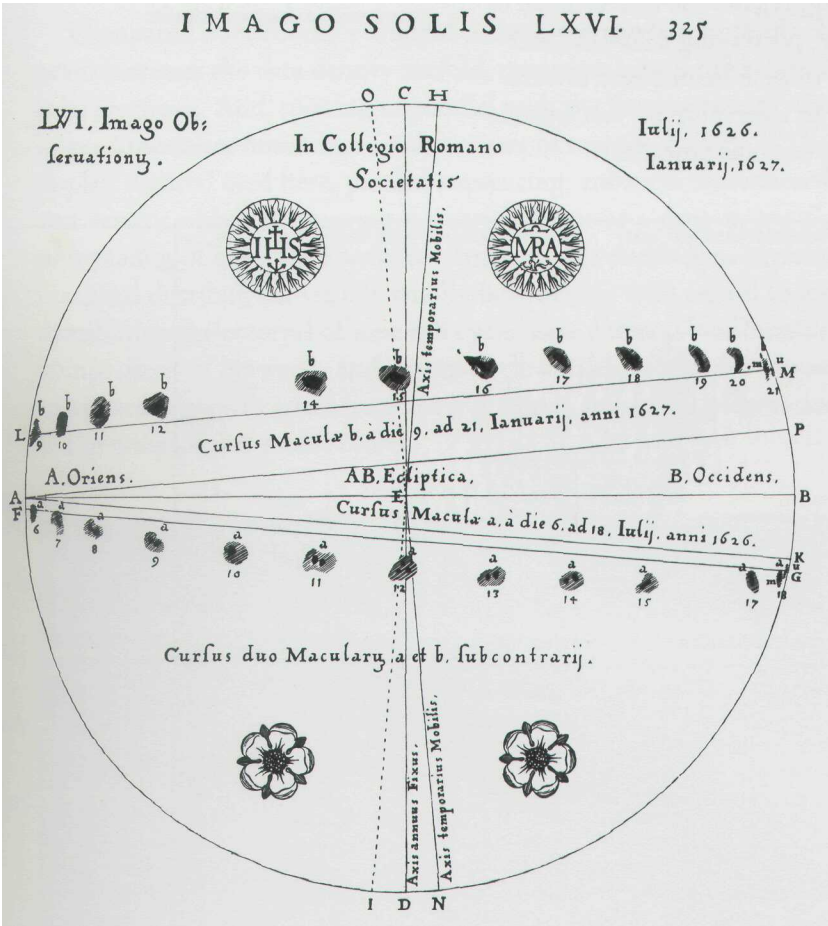 IMAGO SOLIS LXVI. 325
O C H
LVI. Imago Ob:
servationų.
In Collegio Romano
Societatis
Iulij. 1626.
Ianuarij, 1627.
IHS
MRA
Axis temporarius Mobilis,
b b b b b b b b b b b b
9 10 11 12 14 15 16 17 18 19 20 21
m u
L M
Cursus Maculæ b, à die 9, ad 21, Ianuarij, anni 1627.
P
A. Oriens. AB, Ecliptica, B, Occidens,
A E B
Cursus Maculæ a, à die 6, ad 18, Iulij, anni 1626.
F K
G
a a a a a a a a a a a a
6 7 8 9 10 11 12 13 14 15 17 18
m u
Cursus duo Macularų a et b, subcontrarij.
Axis annuus Fixus,
Axis temporarius Mobilis,
I D N